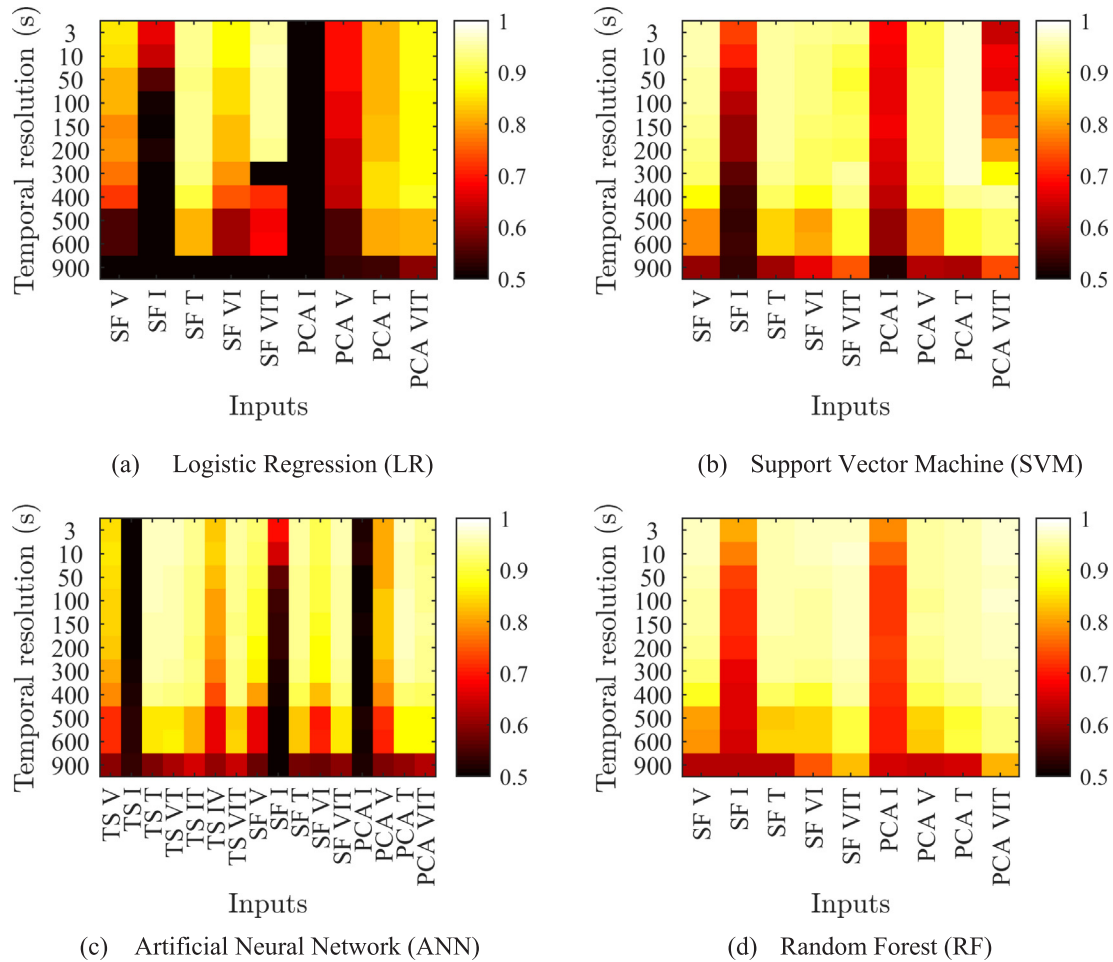 Temporal resolution (s)
3
10
50
100
150
200
300
400
500
600
900
SF V
SF I
SF T
SF VI
SF VIT
PCA I
PCA V
PCA T
PCA VIT
Inputs
1
0.9
0.8
0.7
0.6
0.5
(a) Logistic Regression (LR)
Temporal resolution (s)
3
10
50
100
150
200
300
400
500
600
900
SF V
SF I
SF T
SF VI
SF VIT
PCA I
PCA V
PCA T
PCA VIT
Inputs
1
0.9
0.8
0.7
0.6
0.5
(b) Support Vector Machine (SVM)
Temporal resolution (s)
3
10
50
100
150
200
300
400
500
600
900
TS V
TS I
TS T
TS VT
TS IT
TS IV
TS VIT
SF V
SF I
SF T
SF VI
SF VIT
PCA I
PCA V
PCA T
PCA VIT
Inputs
1
0.9
0.8
0.7
0.6
0.5
(c) Artificial Neural Network (ANN)
Temporal resolution (s)
3
10
50
100
150
200
300
400
500
600
900
SF V
SF I
SF T
SF VI
SF VIT
PCA I
PCA V
PCA T
PCA VIT
Inputs
1
0.9
0.8
0.7
0.6
0.5
(d) Random Forest (RF)